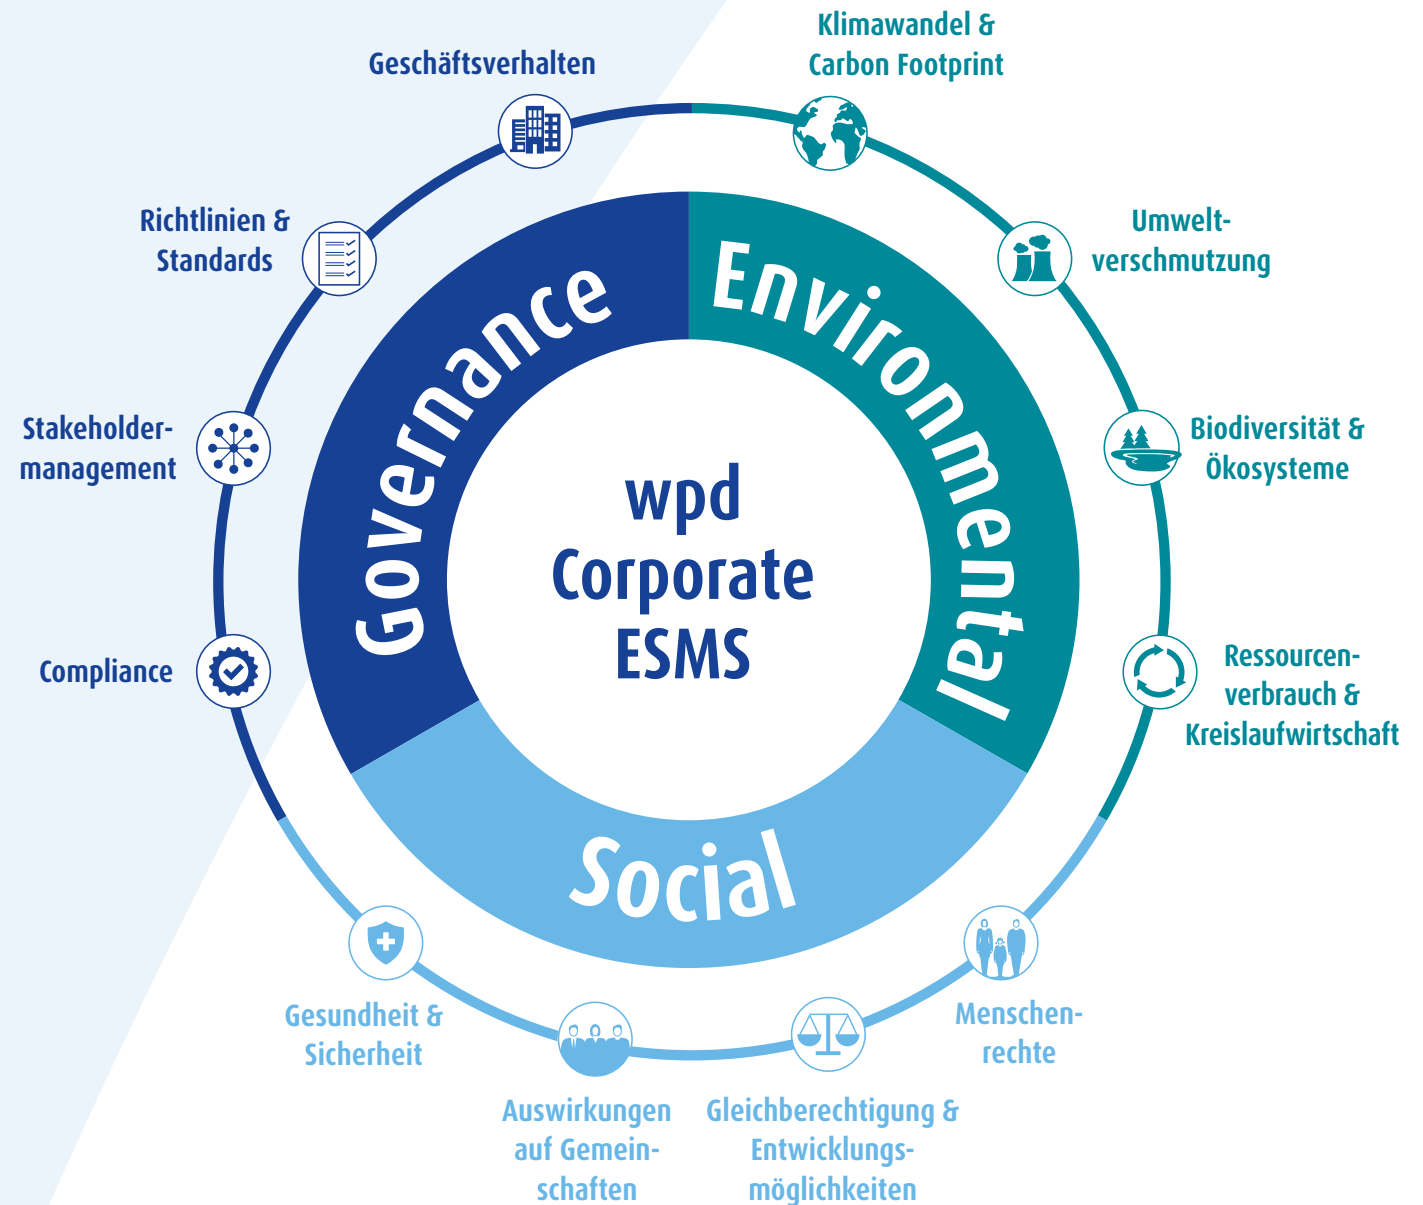 Klimawandel &
Carbon Footprint
Umwelt-
verschmutzung
Biodiversität &
Ökosysteme
Ressourcen-
verbrauch &
Kreislaufwirtschaft
Menschen-
rechte
Gleichberechtigung &
Entwicklungs-
möglichkeiten
Auswirkungen
auf Gemein-
schaften
Gesundheit &
Sicherheit
Compliance
Stakeholder-
management
Richtlinien &
Standards
Geschäftsverhalten
Governance
Environmental
Social
wpd
Corporate
ESMS